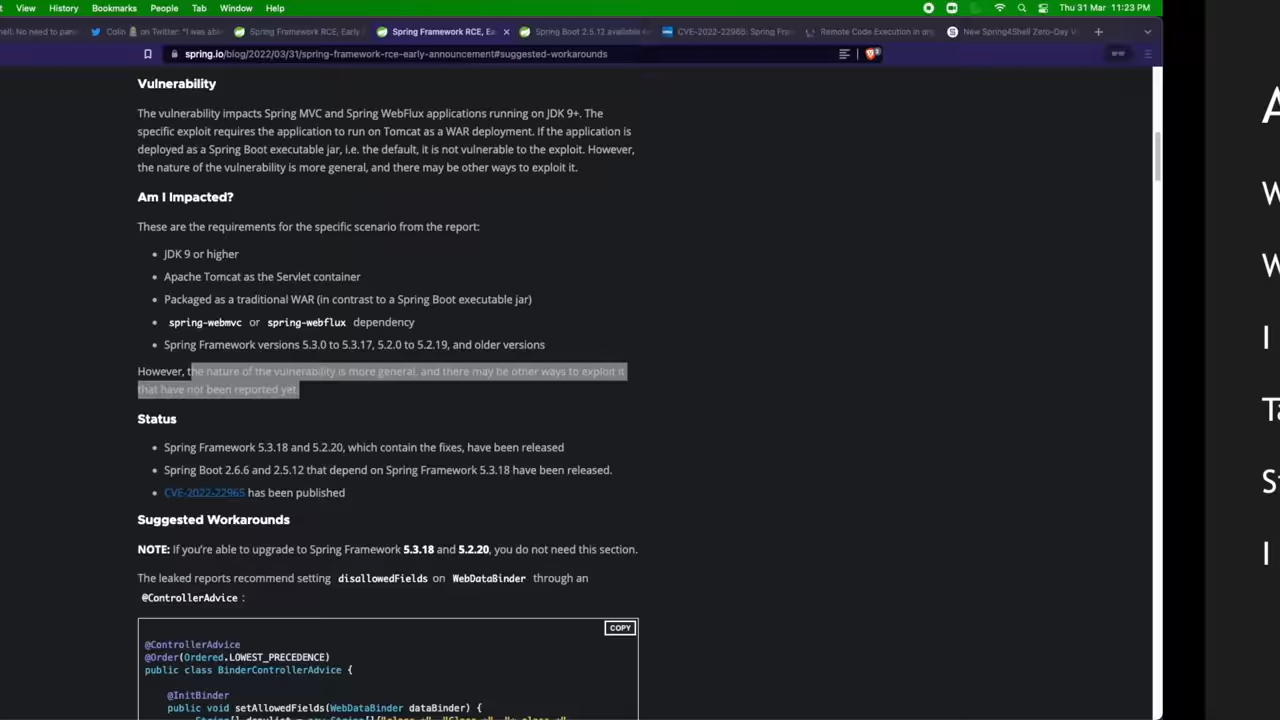 View History Bookmarks People Tab Window Help Thu 31 Mar 11:23 PM
hell: No need to pani Colin on Twitter: "I was abl Spring Framework RCE, Early Spring Framework RCE, Ea Spring Boot 2.5.12 available CVE-2022-22965: Spring Fra Remote Code Execution in New Spring4Shell Zero-Day V
spring.io/blog/2022/03/31/spring-framework-rce-early-announcement#suggested-workarounds
Vulnerability
The vulnerability impacts Spring MVC and Spring WebFlux applications running on JDK 9+. The
specific exploit requires the application to run on Tomcat as a WAR deployment. If the application is
deployed as a Spring Boot executable jar, i.e. the default, it is not vulnerable to the exploit. However,
the nature of the vulnerability is more general, and there may be other ways to exploit it.
Am I Impacted?
These are the requirements for the specific scenario from the report:
• JDK 9 or higher
• Apache Tomcat as the Servlet container
• Packaged as a traditional WAR (in contrast to a Spring Boot executable jar)
• spring-webmvc or spring-webflux dependency
• Spring Framework versions 5.3.0 to 5.3.17, 5.2.0 to 5.2.19, and older versions
However, the nature of the vulnerability is more general, and there may be other ways to exploit it
that have not been reported yet.
Status
• Spring Framework 5.3.18 and 5.2.20, which contain the fixes, have been released
• Spring Boot 2.6.6 and 2.5.12 that depend on Spring Framework 5.3.18 have been released.
• CVE-2022-22965 has been published
Suggested Workarounds
NOTE: If you're able to upgrade to Spring Framework 5.3.18 and 5.2.20, you do not need this section.
The leaked reports recommend setting disallowedFields on WebDataBinder through an
@ControllerAdvice :
COPY
@ControllerAdvice
@Order(Ordered.LOWEST_PRECEDENCE)
public class BinderControllerAdvice {
@InitBinder
public void setAllowedFields(WebDataBinder dataBinder) {
A
W
W
I
Ta
St
I